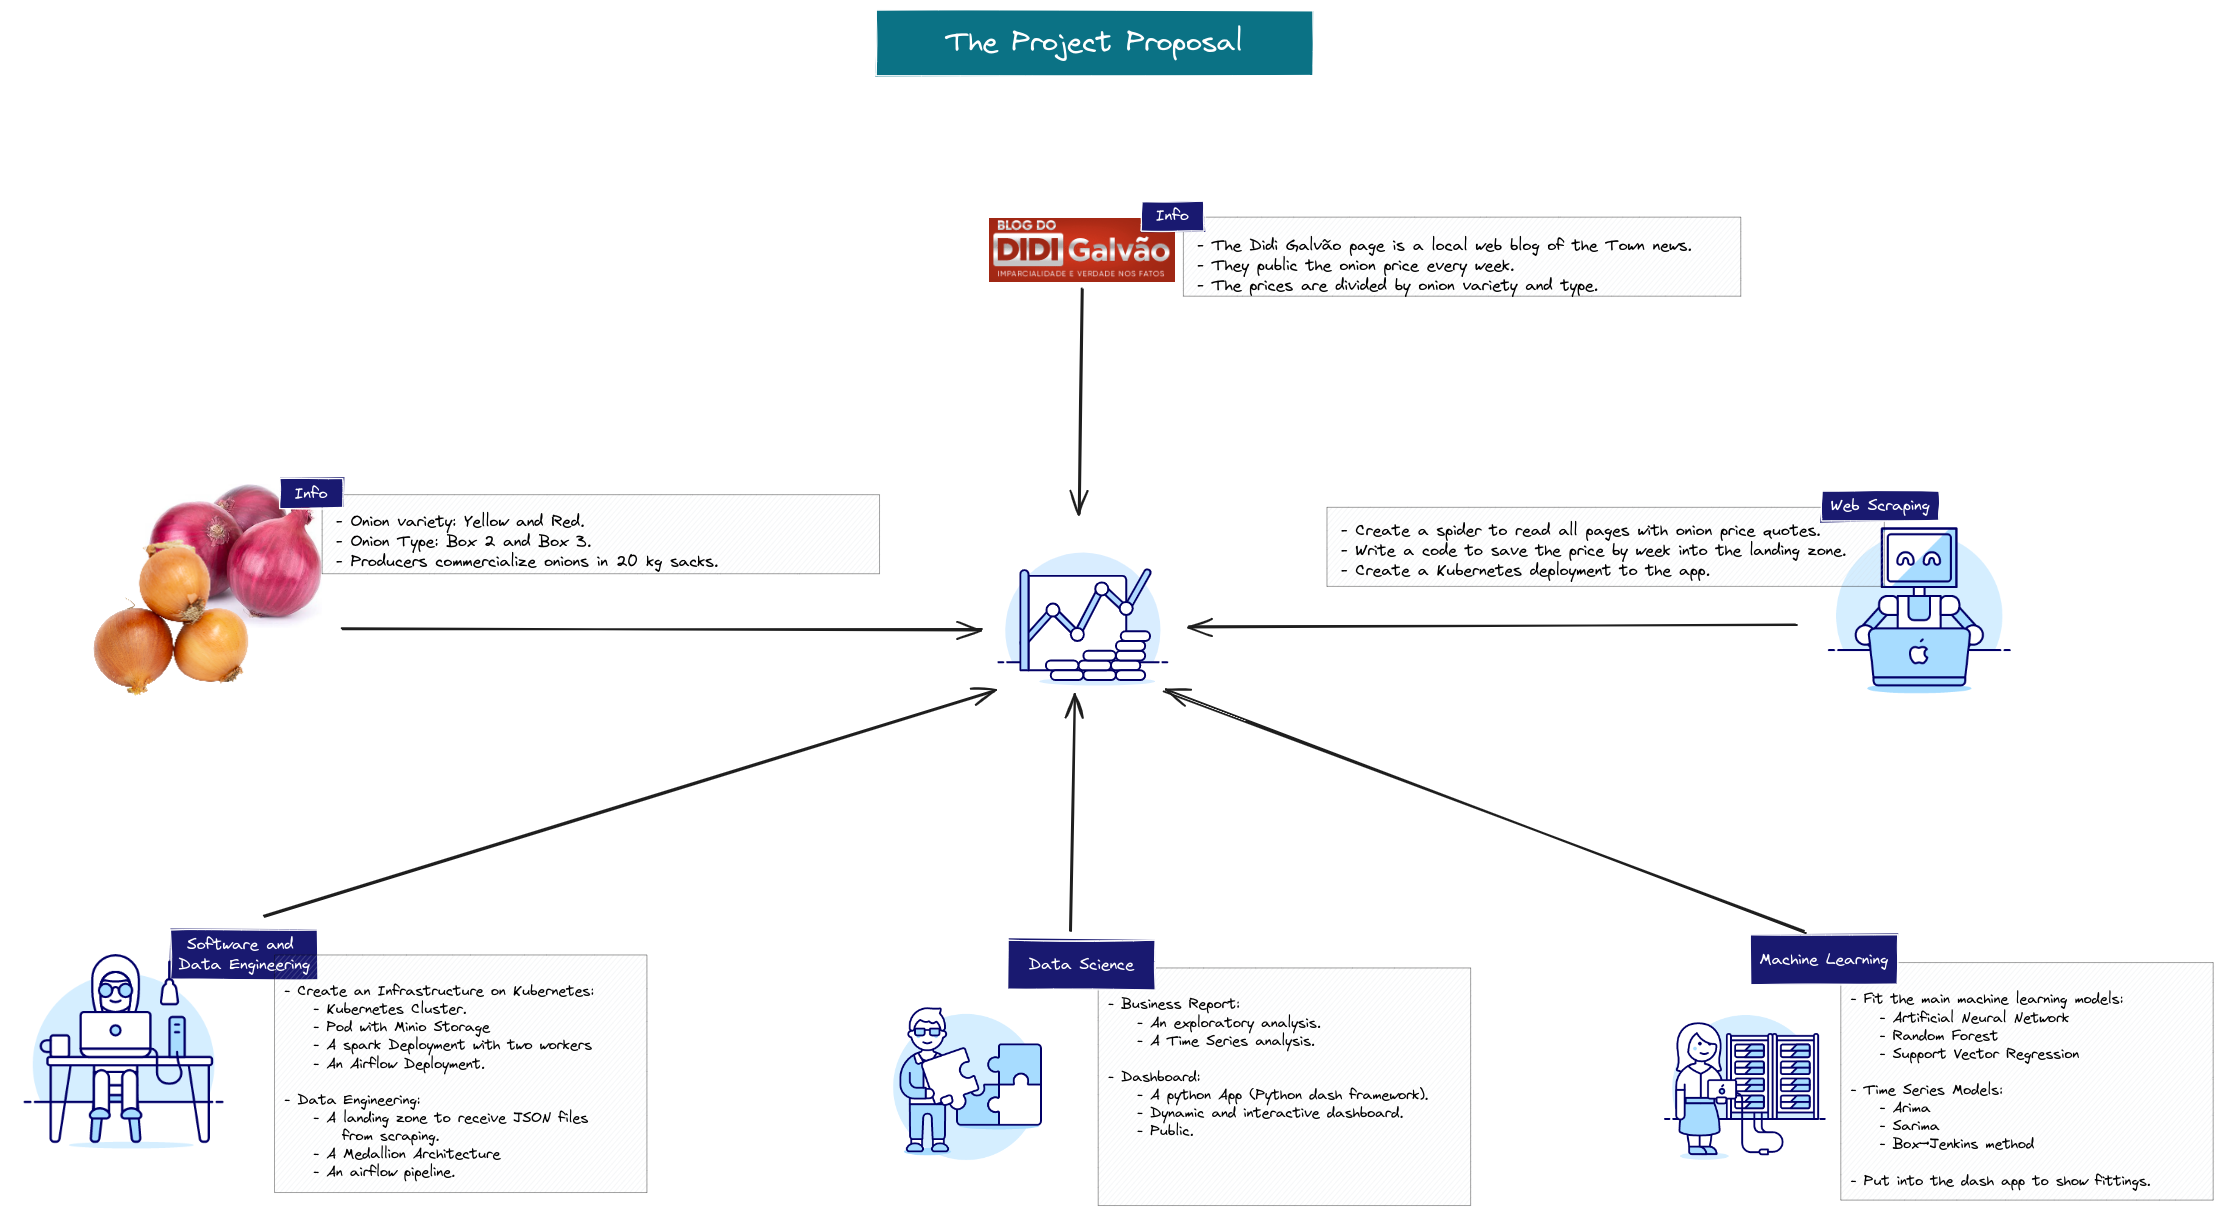 The Project Proposal
BLOG DO
DIDI Galvão
IMPARCIALIDADE E VERDADE NOS FATOS
Info
- The Didi Galvão page is a local web blog of the Town news.
- They public the onion price every week.
- The prices are divided by onion variety and type.
Info
- Onion variety: Yellow and Red.
- Onion Type: Box 2 and Box 3.
- Producers commercialize onions in 20 kg sacks.
Web Scraping
- Create a spider to read all pages with onion price quotes.
- Write a code to save the price by week into the landing zone.
- Create a Kubernetes deployment to the app.
Software and
Data Engineering
- Create an Infrastructure on Kubernetes:
- Kubernetes Cluster.
- Pod with Minio Storage
- A spark Deployment with two workers
- An Airflow Deployment.
- Data Engineering:
- A landing zone to receive JSON files
from scraping.
- A Medallion Architecture
- An airflow pipeline.
Data Science
- Business Report:
- An exploratory analysis.
- A Time Series analysis.
- Dashboard:
- A python App (Python dash framework).
- Dynamic and interactive dashboard.
- Public.
Machine Learning
- Fit the main machine learning models:
- Artificial Neural Network
- Random Forest
- Support Vector Regression
- Time Series Models:
- Arima
- Sarima
- Box–Jenkins method
- Put into the dash app to show fittings.